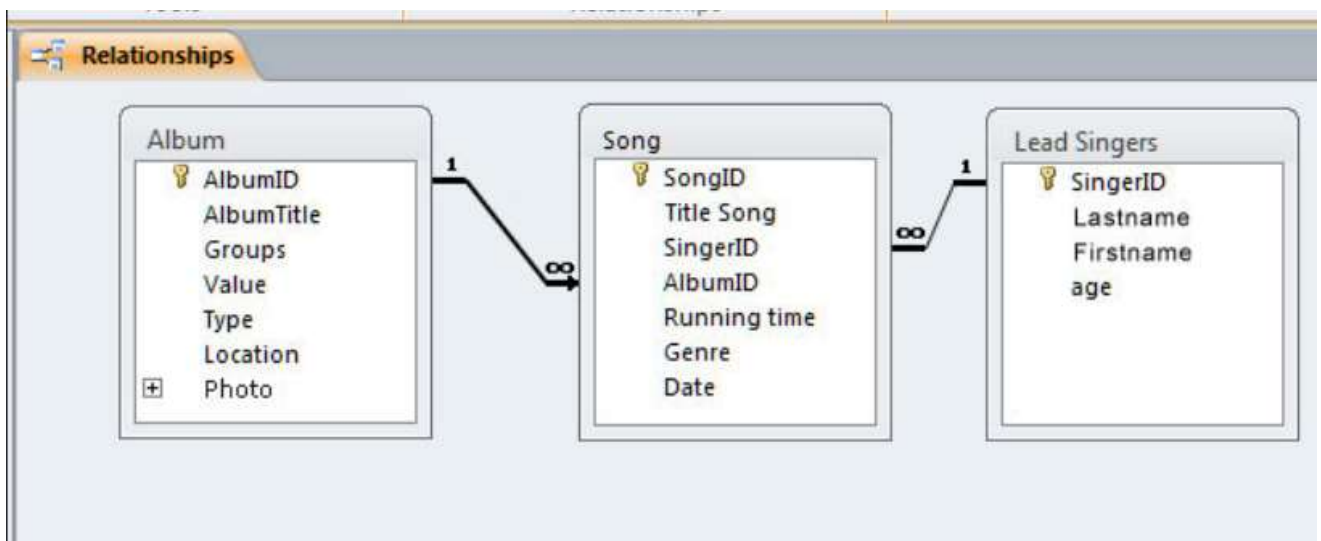 Relationships
Album
AlbumID
AlbumTitle
Groups
Value
Type
Location
Photo
1
∞
Song
SongID
Title Song
SingerID
AlbumID
Running time
Genre
Date
∞
1
Lead Singers
SingerID
Lastname
Firstname
age